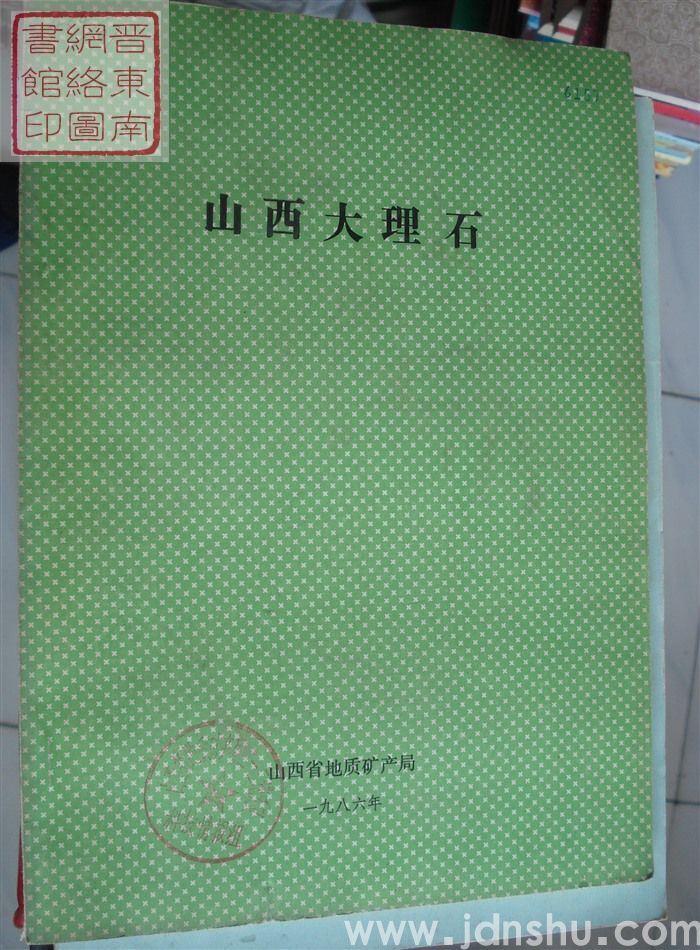 晋東南
網絡圖
書館印
6157
山西大理石
山西省地质矿产局
一九八六年
www.jdnshu.com